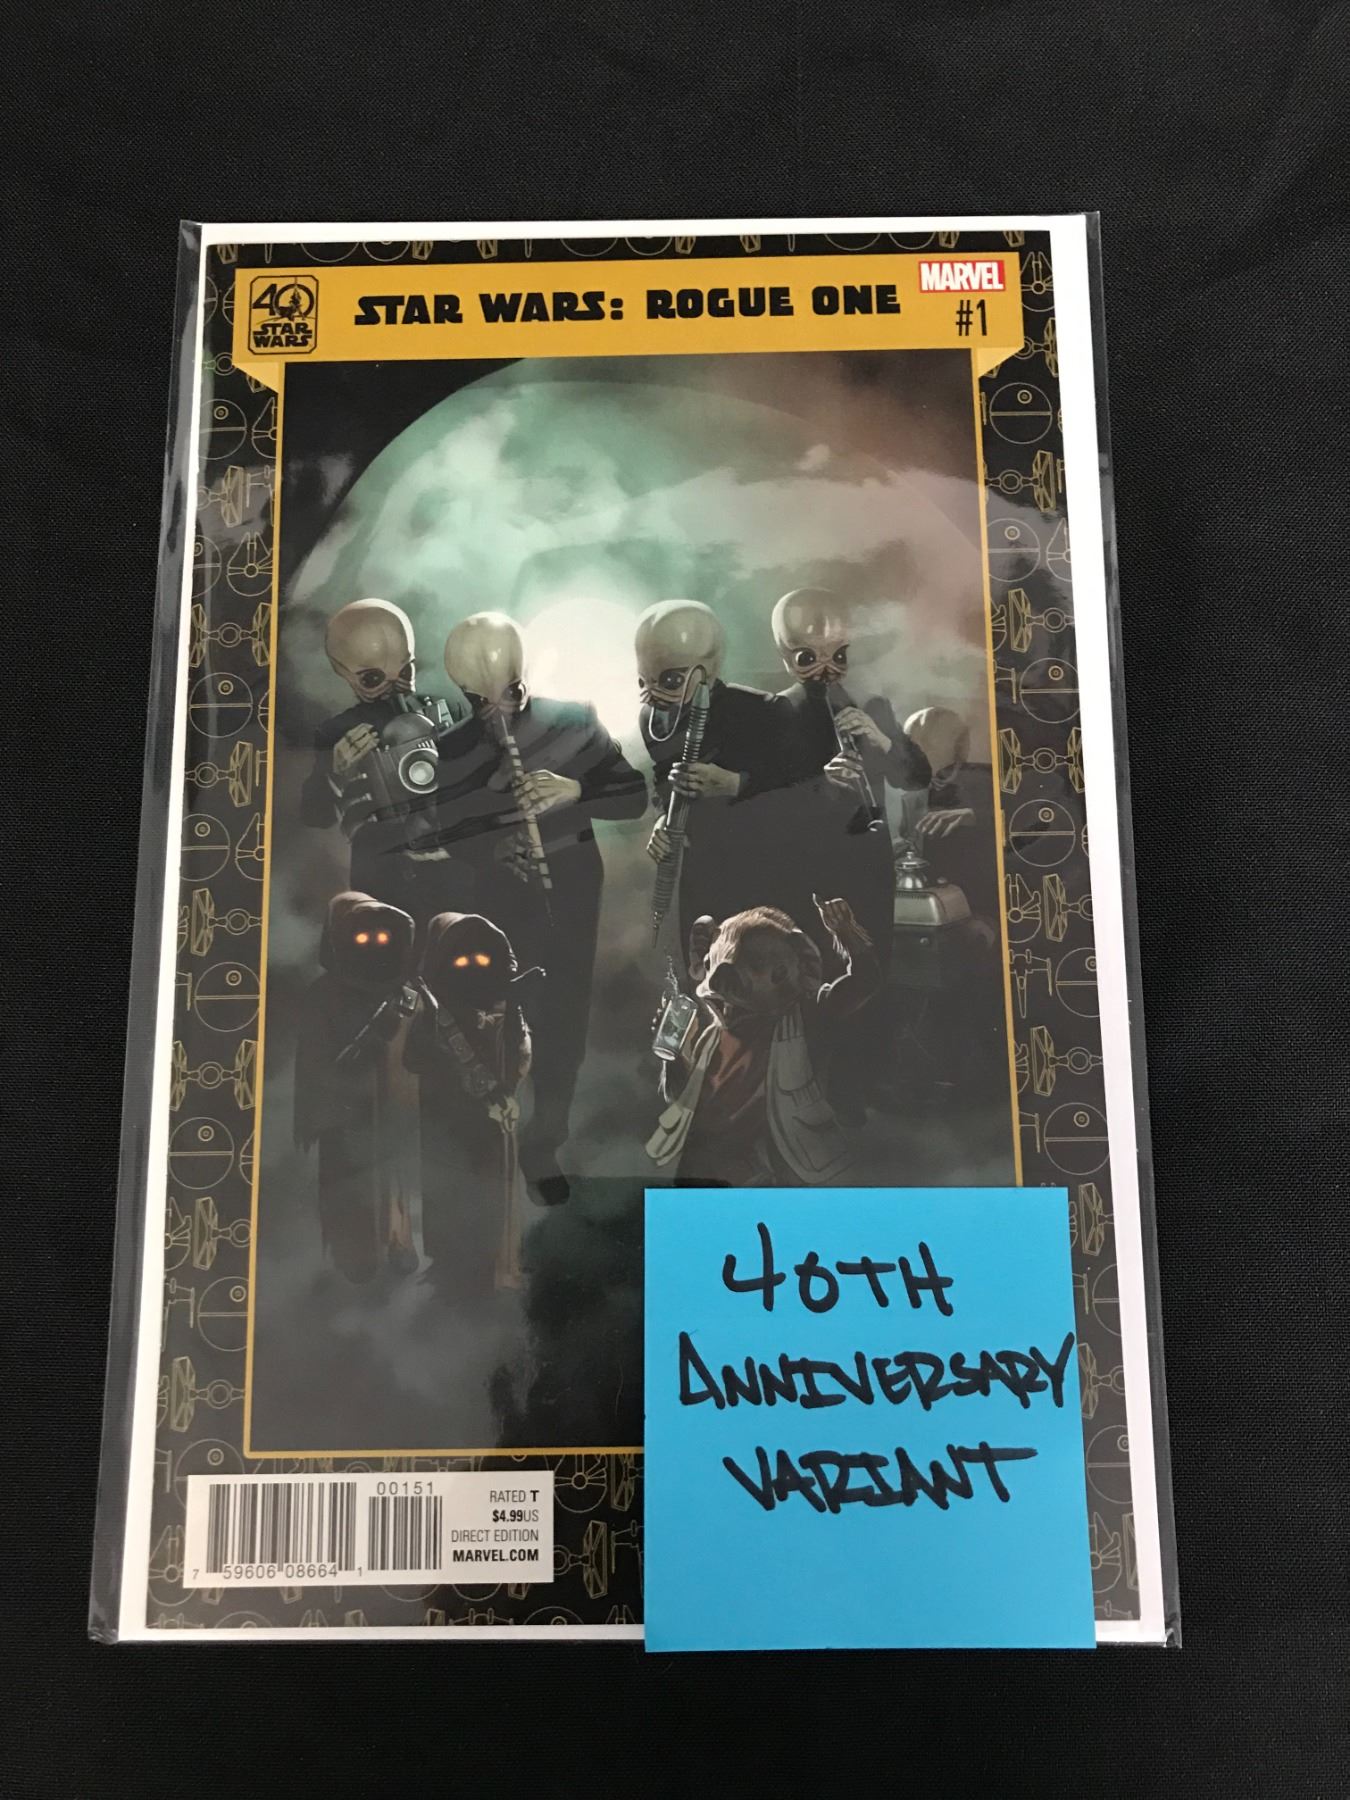 40
STAR
WARS
STAR WARS: ROGUE ONE
MARVEL
#1
40TH
ANNIVERSARY
VARIANT
00151
RATED T
$4.99US
DIRECT EDITION
MARVEL.COM
7 59606 08664 1